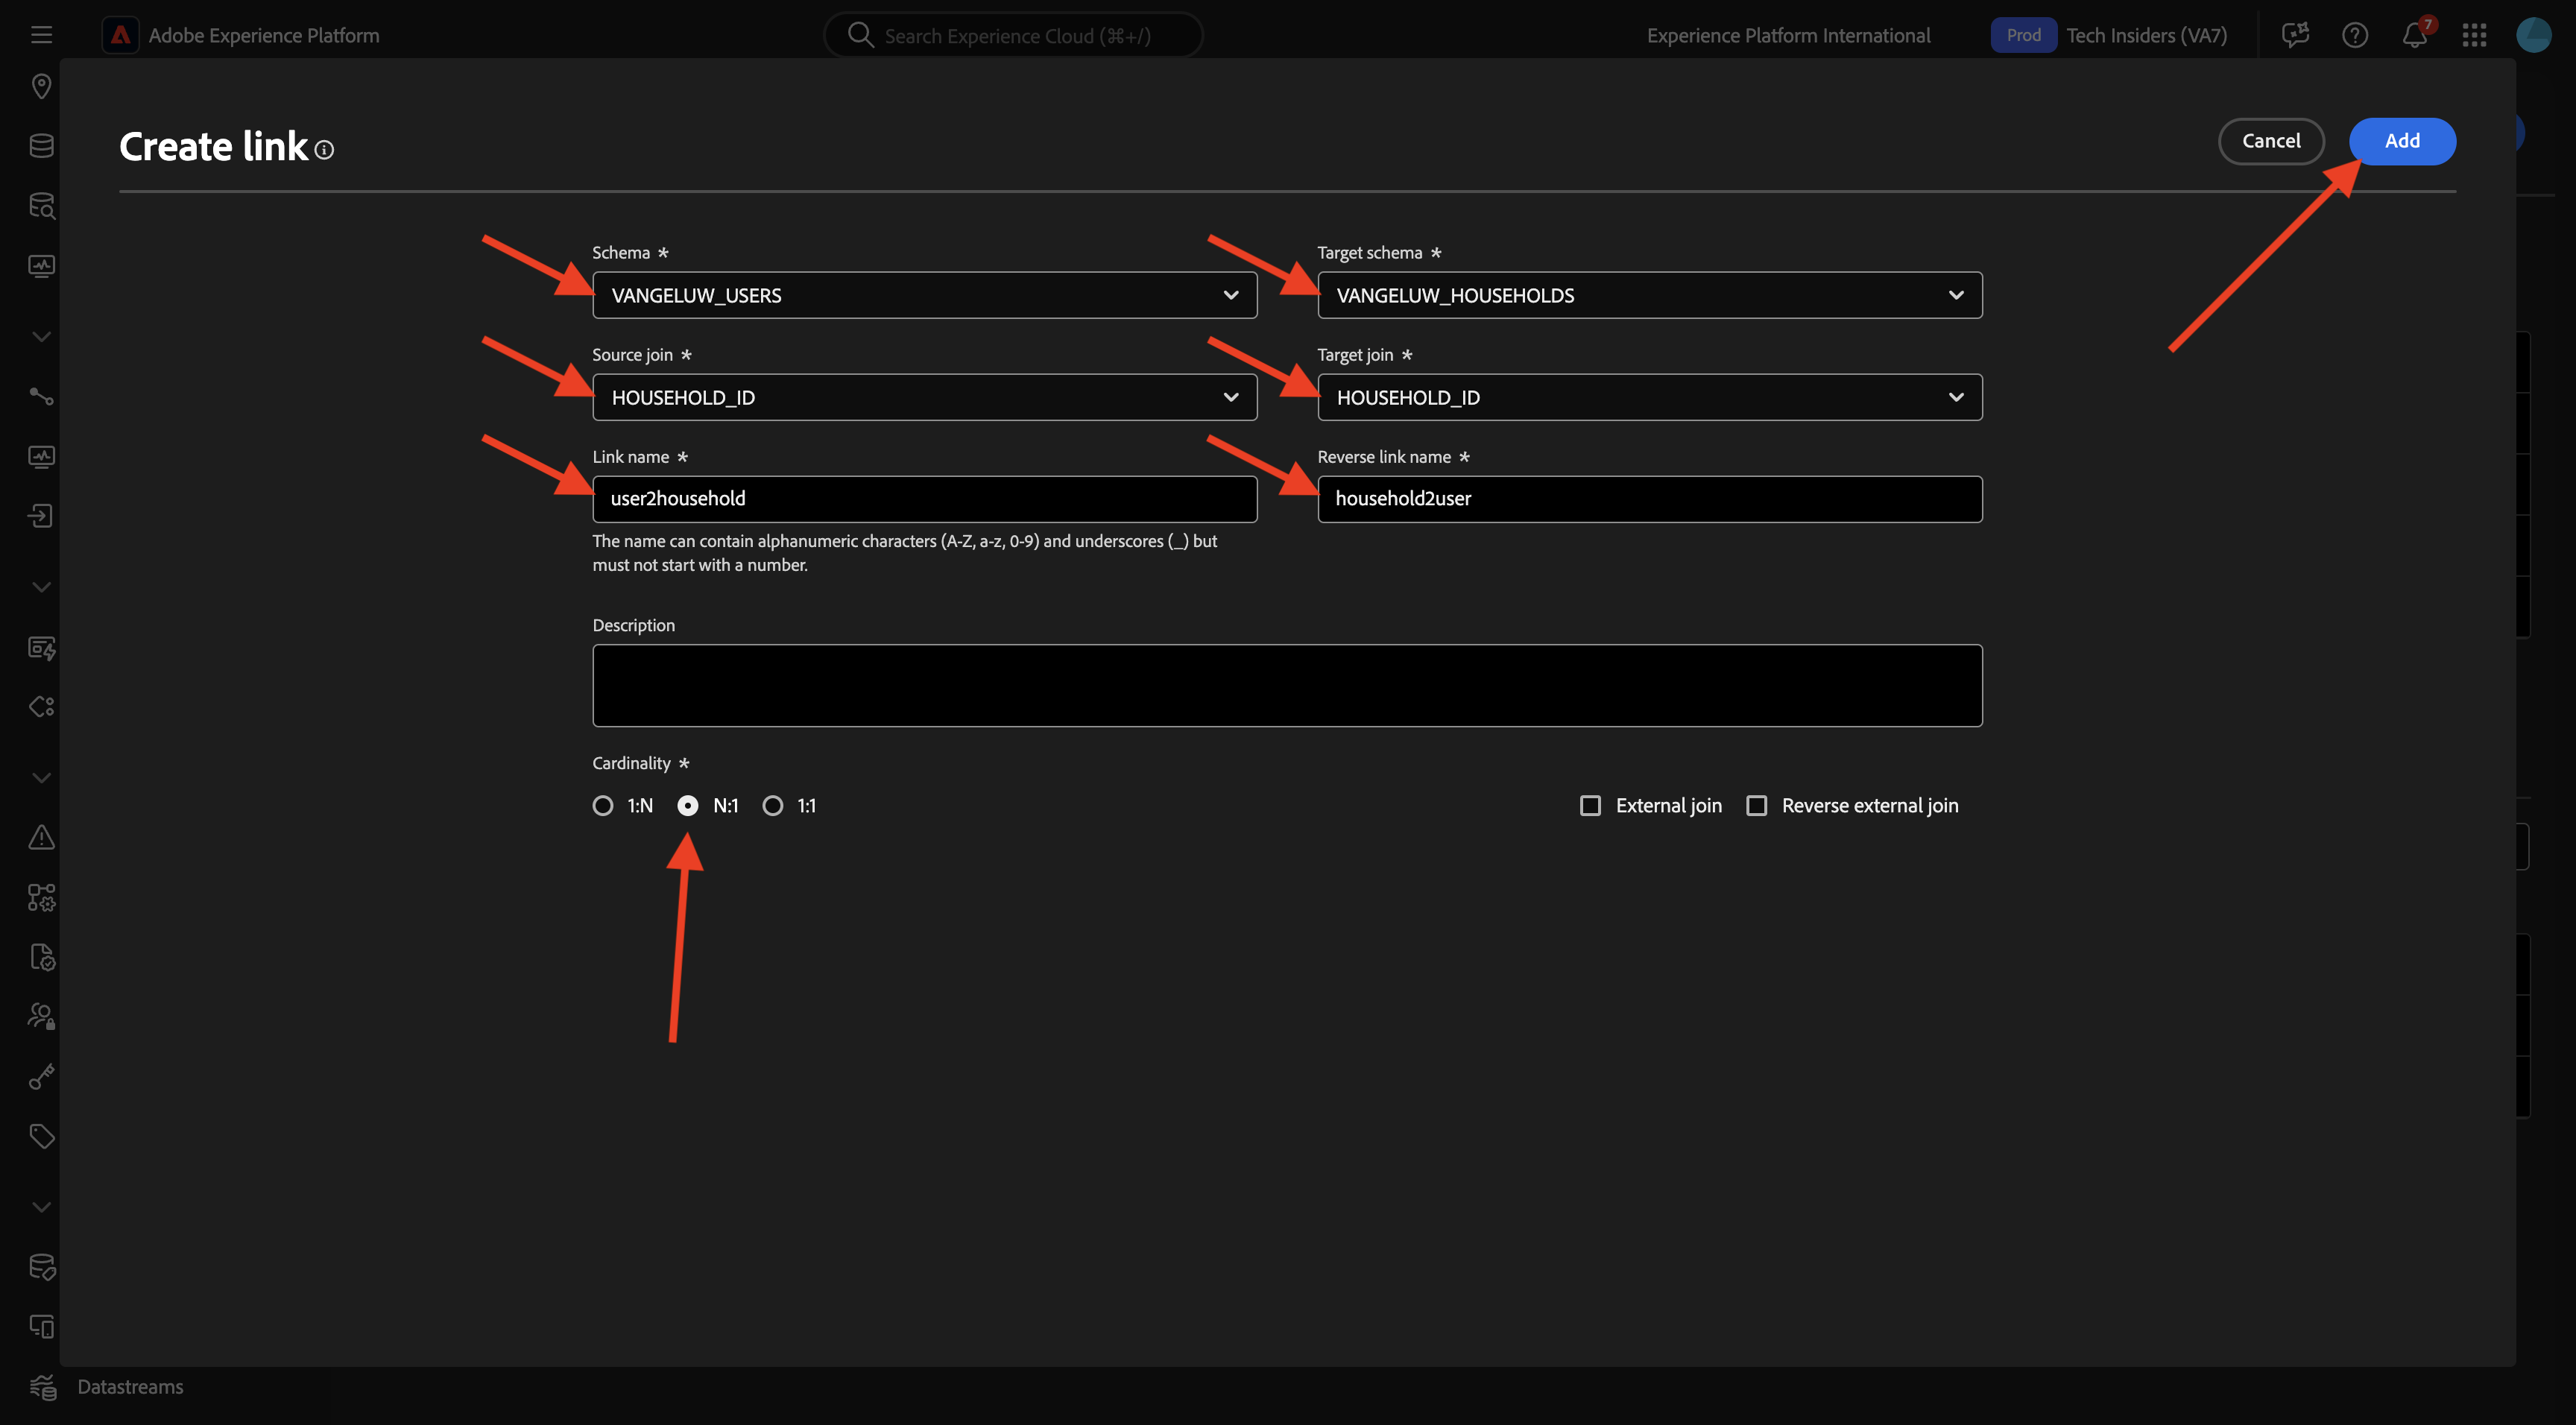 Adobe Experience Platform
Search Experience Cloud (⌘+/)
Experience Platform International
Prod
Tech Insiders (VA7)
7
Create link
Cancel
Add
Schema *
VANGELUW_USERS
Target schema *
VANGELUW_HOUSEHOLDS
Source join *
HOUSEHOLD_ID
Target join *
HOUSEHOLD_ID
Link name *
user2household
Reverse link name *
household2user
The name can contain alphanumeric characters (A-Z, a-z, 0-9) and underscores (_) but
must not start with a number.
Description
Cardinality *
1:N
N:1
1:1
External join
Reverse external join
Datastreams